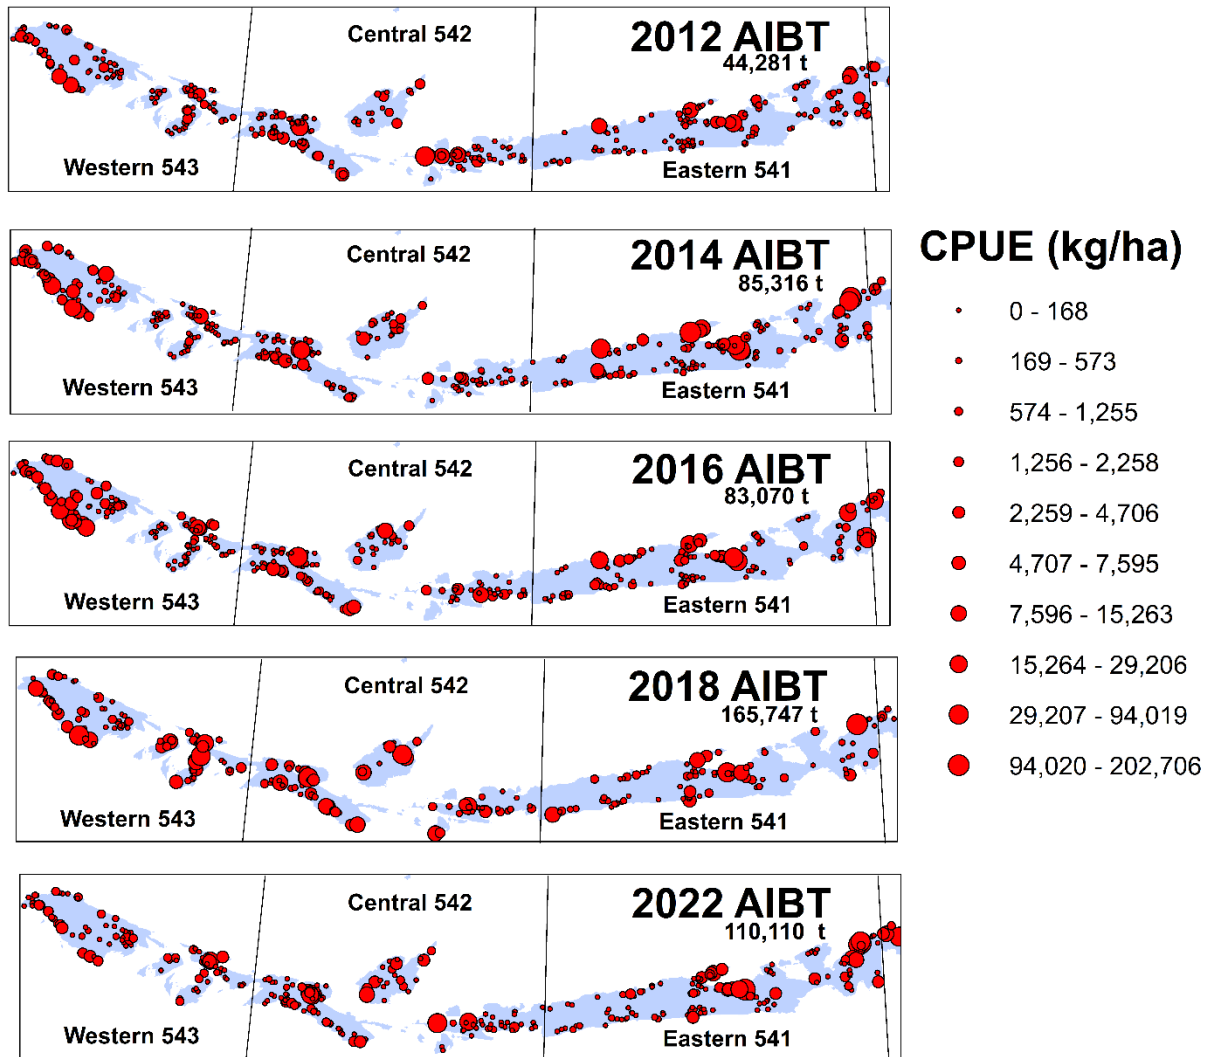 Central 542
2012 AIBT
44,281 t
Western 543
Eastern 541
Central 542
2014 AIBT
85,316 t
Western 543
Eastern 541
Central 542
2016 AIBT
83,070 t
Western 543
Eastern 541
Central 542
2018 AIBT
165,747 t
Western 543
Eastern 541
Central 542
2022 AIBT
110,110 t
Western 543
Eastern 541
CPUE (kg/ha)
0 - 168
169 - 573
574 - 1,255
1,256 - 2,258
2,259 - 4,706
4,707 - 7,595
7,596 - 15,263
15,264 - 29,206
29,207 - 94,019
94,020 - 202,706